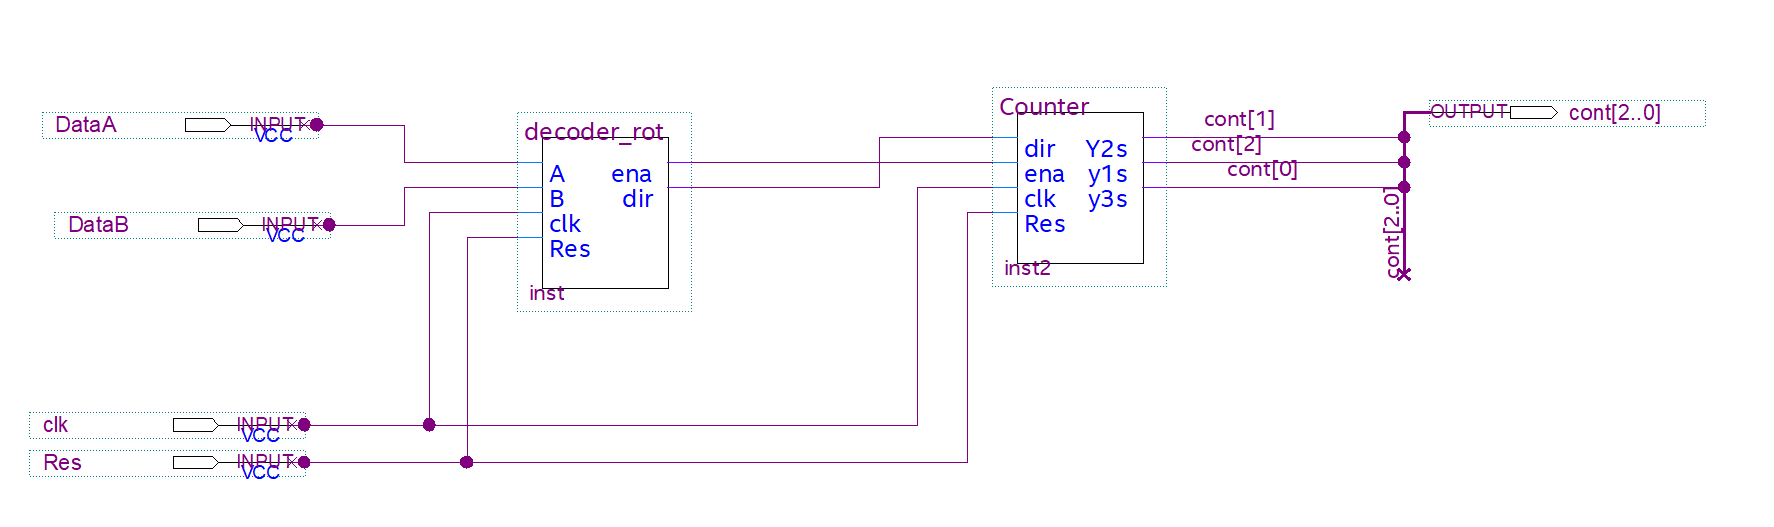 DataA
INPUT
VCC
DataB
INPUT
VCC
clk
INPUT
VCC
Res
INPUT
VCC
decoder_rot
A ena
B dir
clk
Res
inst
Counter
dir Y2s
ena y1s
clk y3s
Res
inst2
cont[1]
cont[2]
cont[0]
cont[2..0]
OUTPUT
cont[2..0]